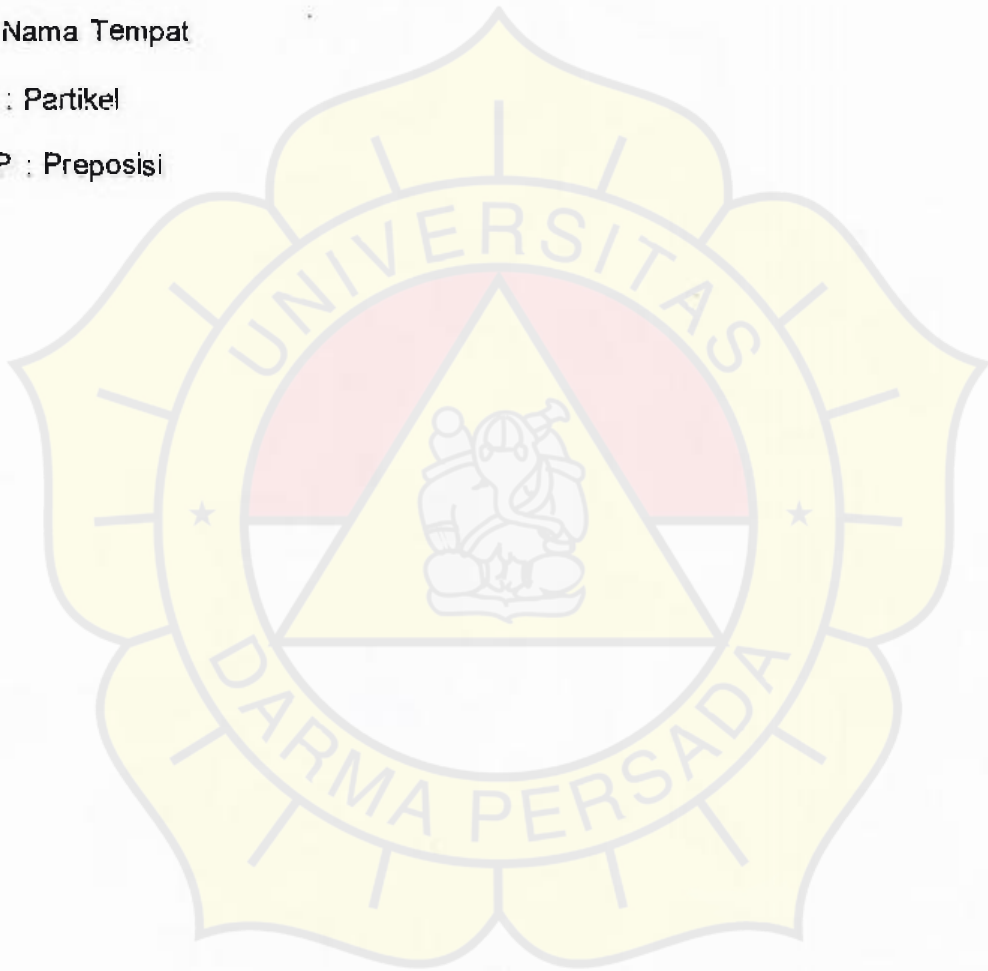 Nama Tempat
: Partikel
P : Preposisi
UNIVERSITAS
DARMA PERSADA